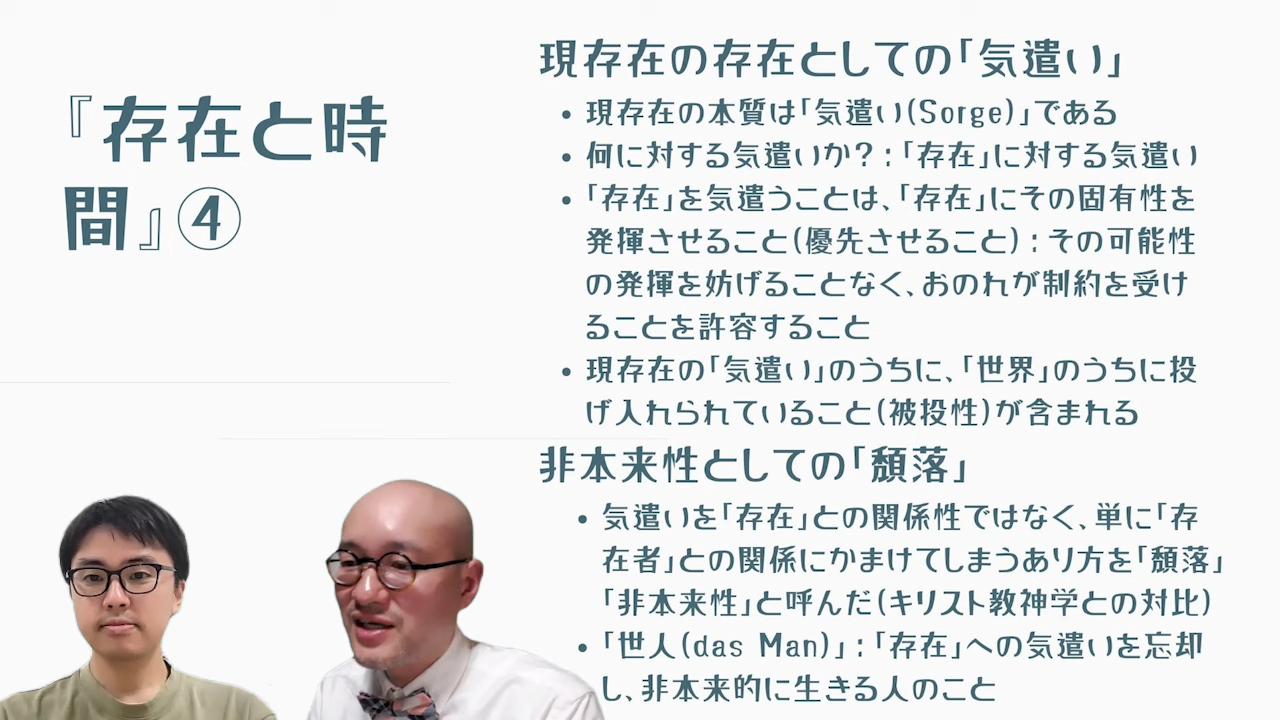 『存在と時
間』④
現存在の存在としての「気遣い」
• 現存在の本質は「気遣い(Sorge)」である
• 何に対する気遣いか？：「存在」に対する気遣い
• 「存在」を気遣うことは、「存在」にその固有性を
発揮させること(優先させること)：その可能性
の発揮を妨げることなく、おのれが制約を受け
ることを許容すること
• 現存在の「気遣い」のうちに、「世界」のうちに投
げ入れられていること(被投性)が含まれる
非本来性としての「頽落」
• 気遣いを「存在」との関係性ではなく、単に「存
在者」との関係にかまけてしまうあり方を「頽落」
「非本来性」と呼んだ(キリスト教神学との対比)
• 「世人(das Man)」：「存在」への気遣いを忘却
し、非本来的に生きる人のこと